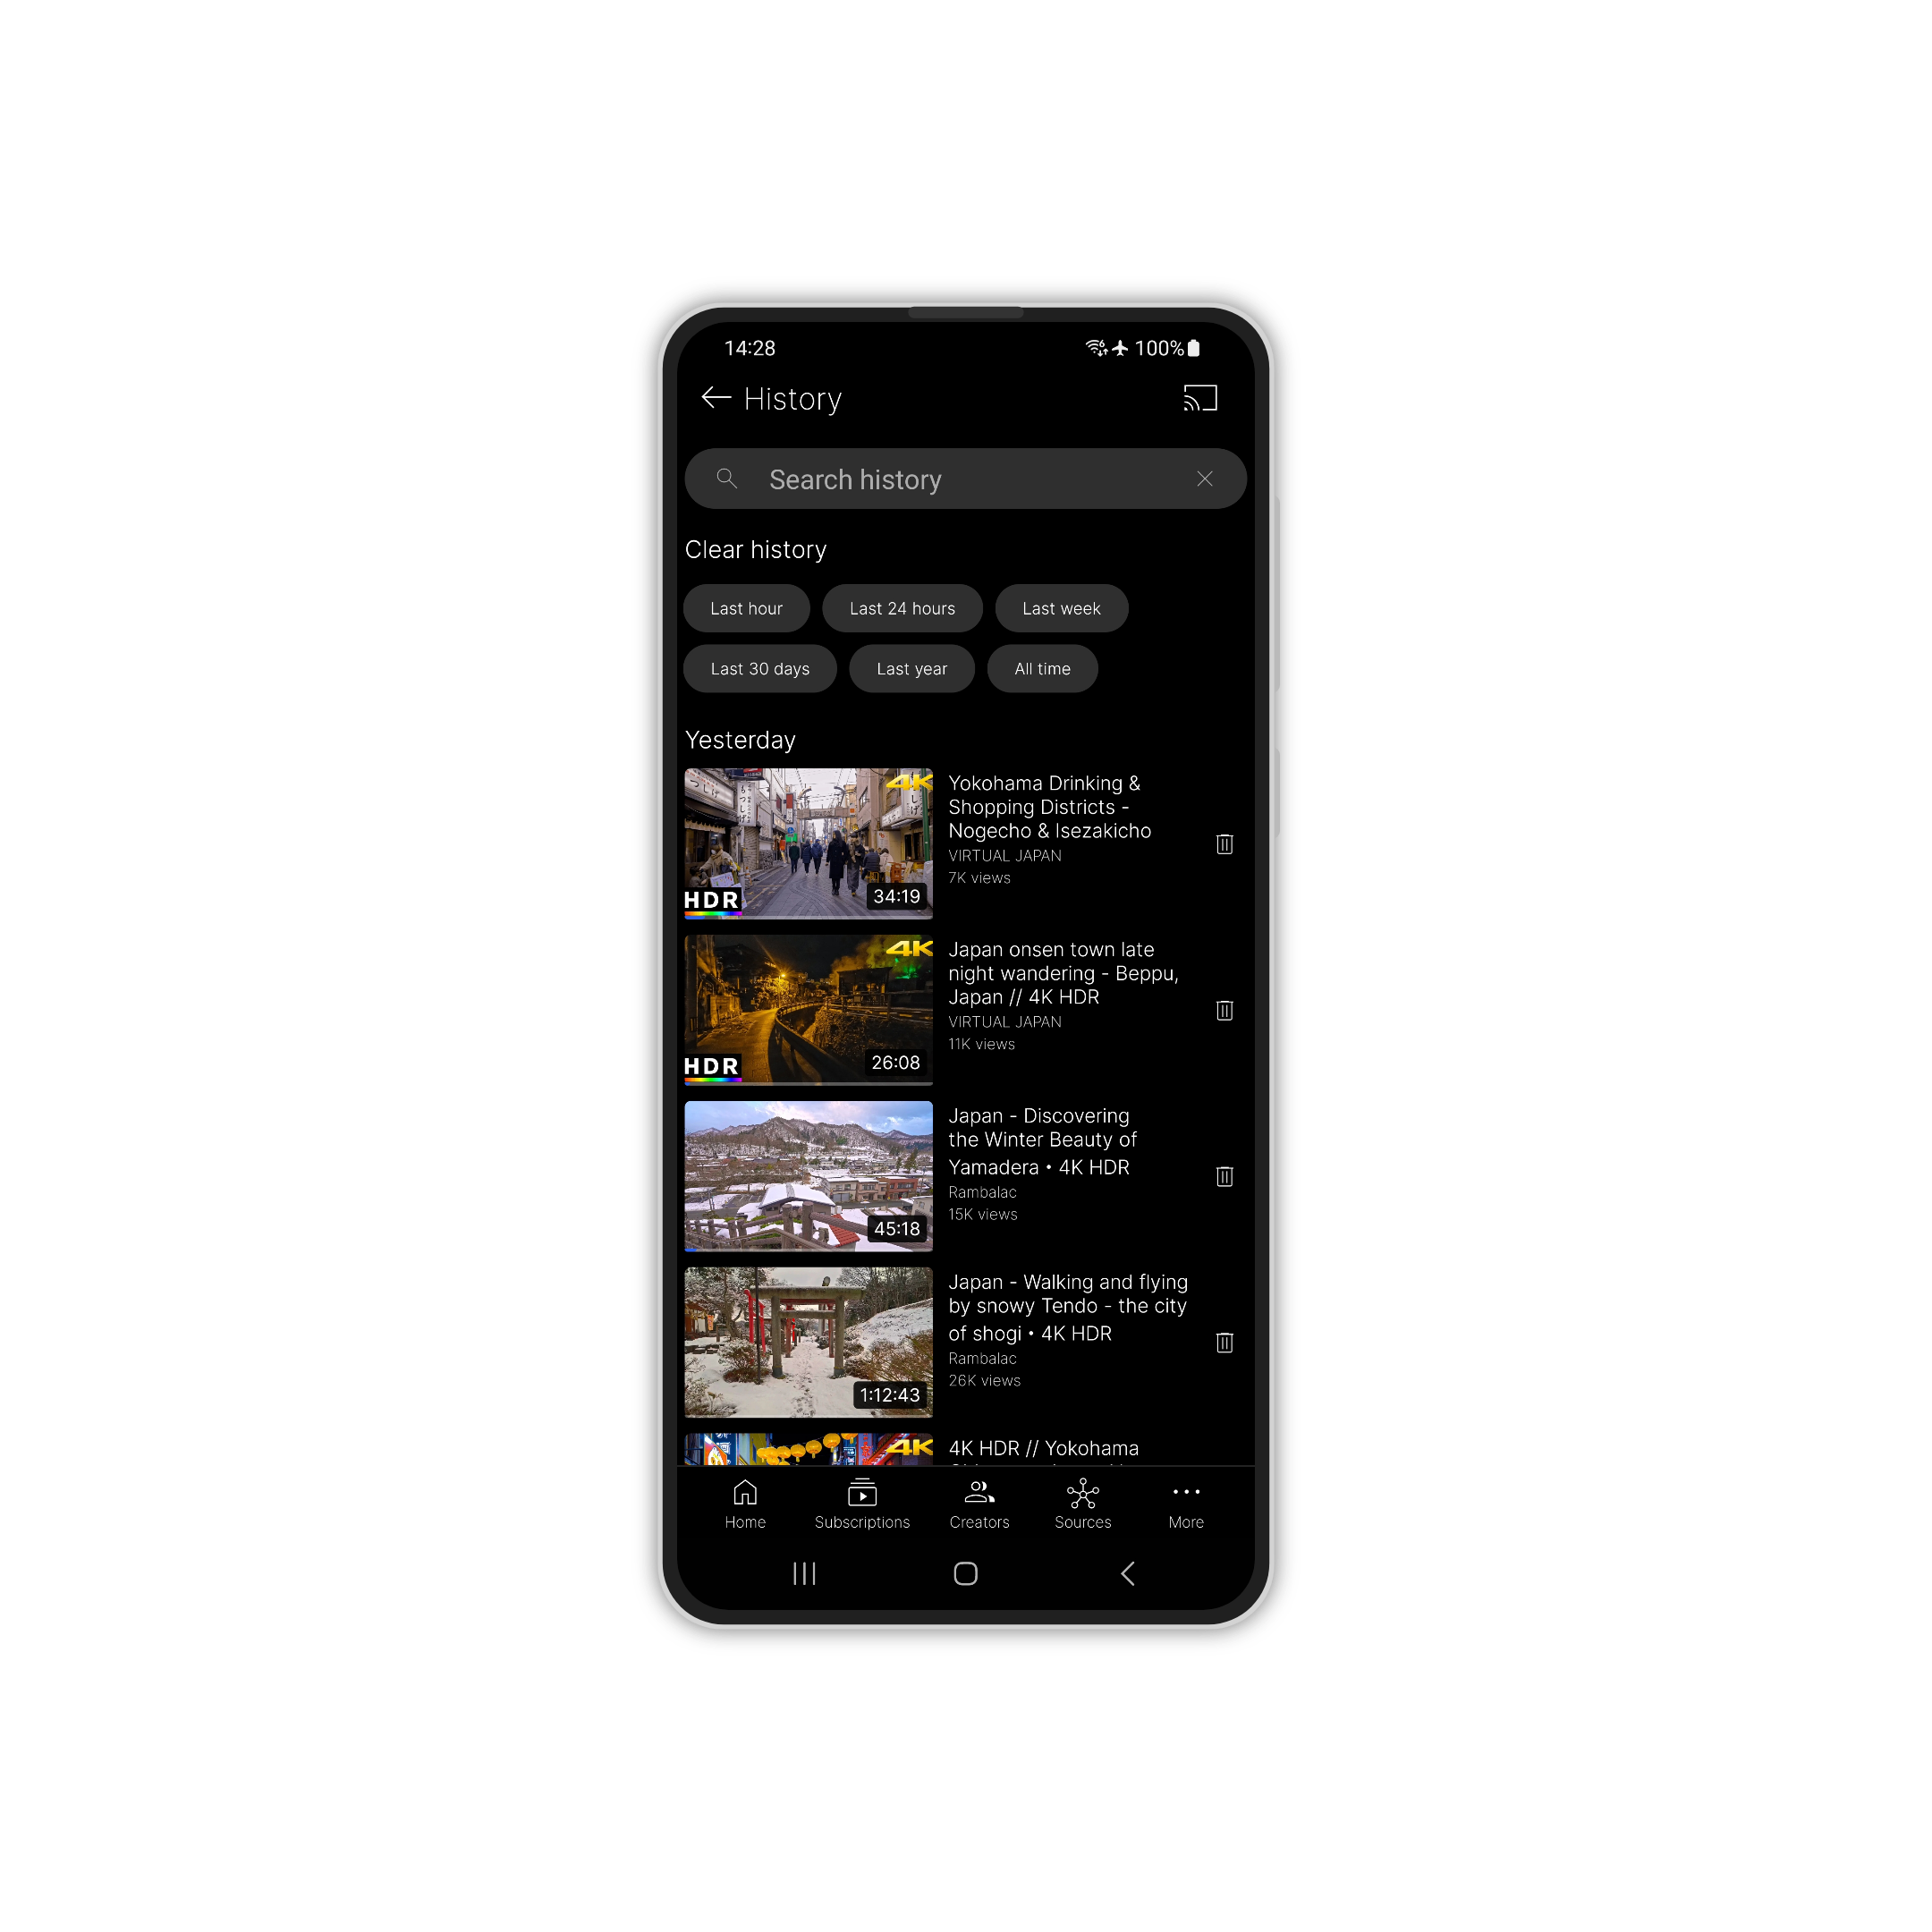 14:28
100%
History
Search history
Clear history
Last hour
Last 24 hours
Last week
Last 30 days
Last year
All time
Yesterday
4K
HDR
34:19
Yokohama Drinking &
Shopping Districts -
Nogecho & Isezakicho
VIRTUAL JAPAN
7K views
4K
HDR
26:08
Japan onsen town late
night wandering - Beppu,
Japan // 4K HDR
VIRTUAL JAPAN
11K views
45:18
Japan - Discovering
the Winter Beauty of
Yamadera • 4K HDR
Rambalac
15K views
1:12:43
Japan - Walking and flying
by snowy Tendo - the city
of shogi • 4K HDR
Rambalac
26K views
4K
4K HDR // Yokohama
Home
Subscriptions
Creators
Sources
More